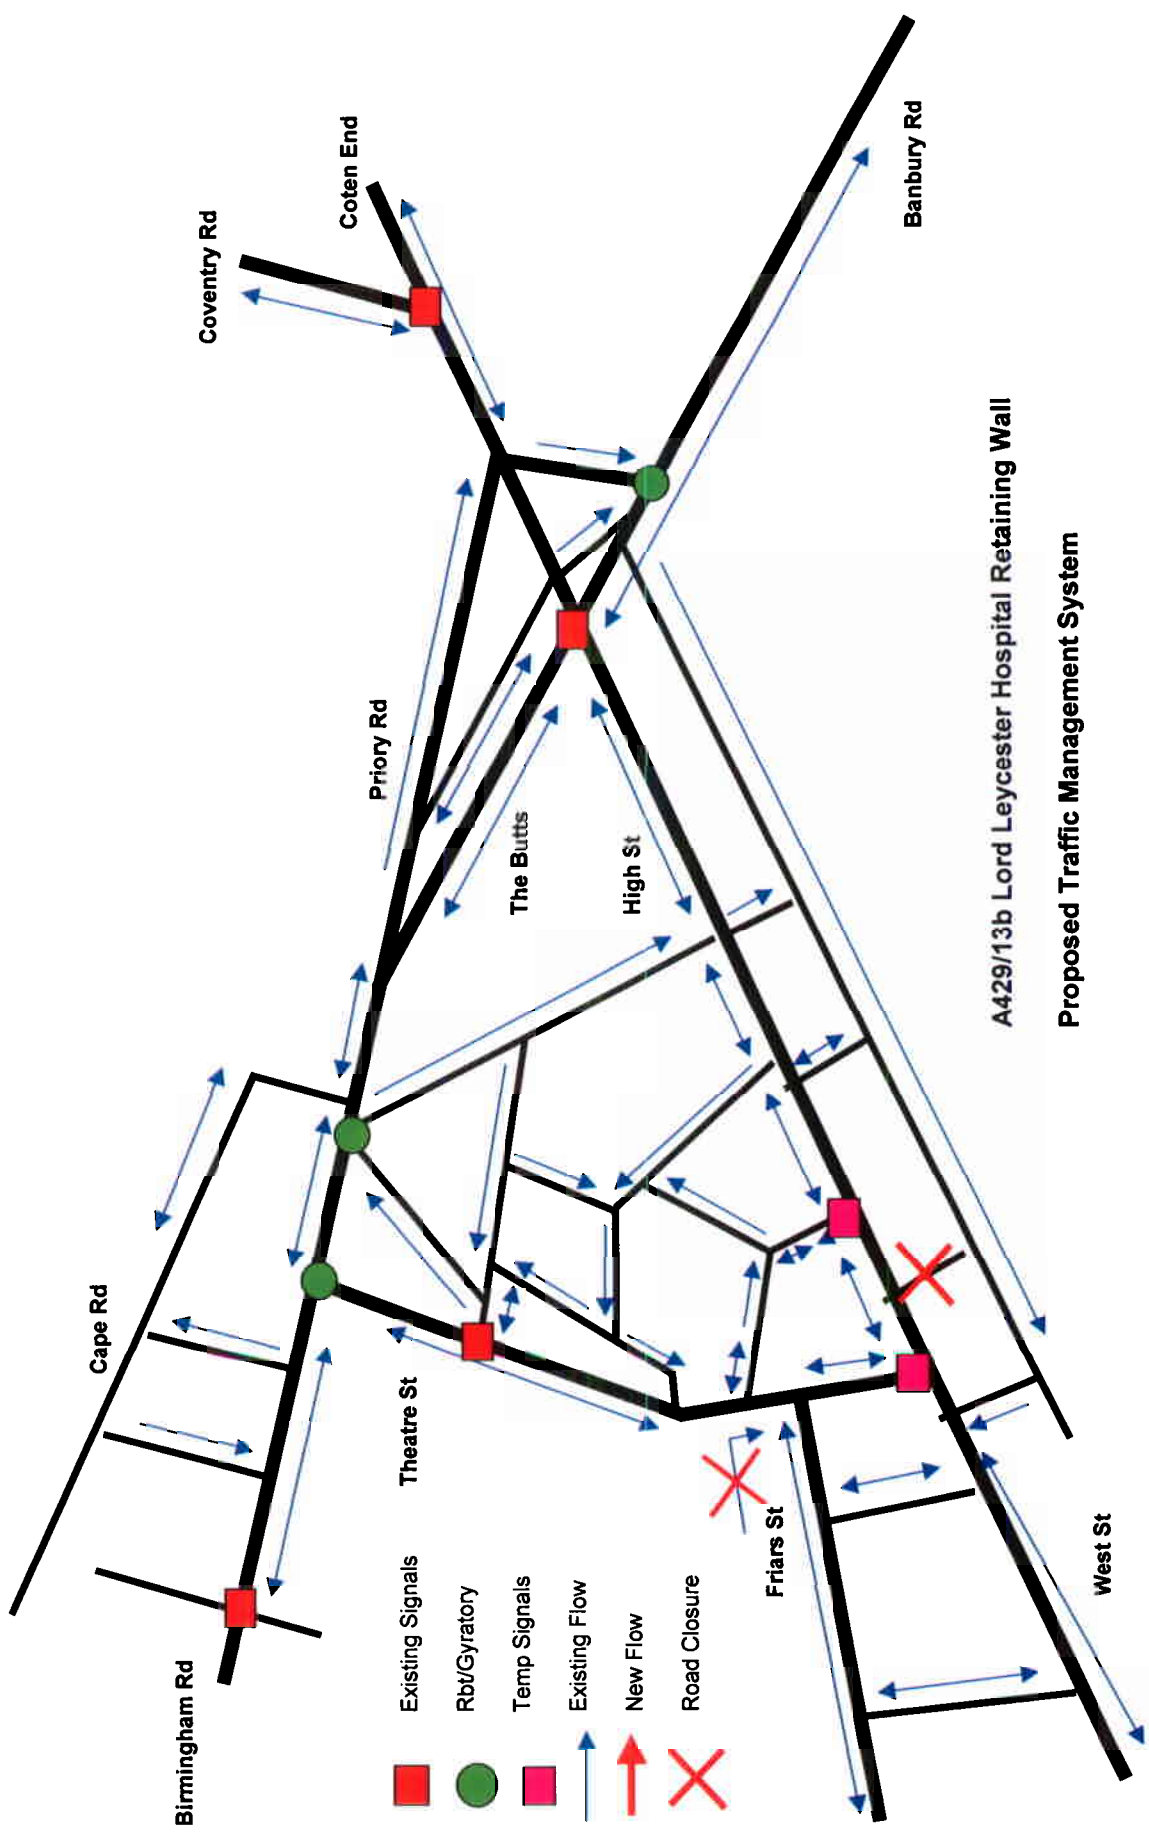 Birmingham Rd
Cape Rd
Coventry Rd
Coten End
Priory Rd
Theatre St
The Butts
High St
Banbury Rd
Friars St
West St
Existing Signals
Rbt/Gyratory
Temp Signals
Existing Flow
New Flow
Road Closure
A429/13b Lord Leycester Hospital Retaining Wall
Proposed Traffic Management System